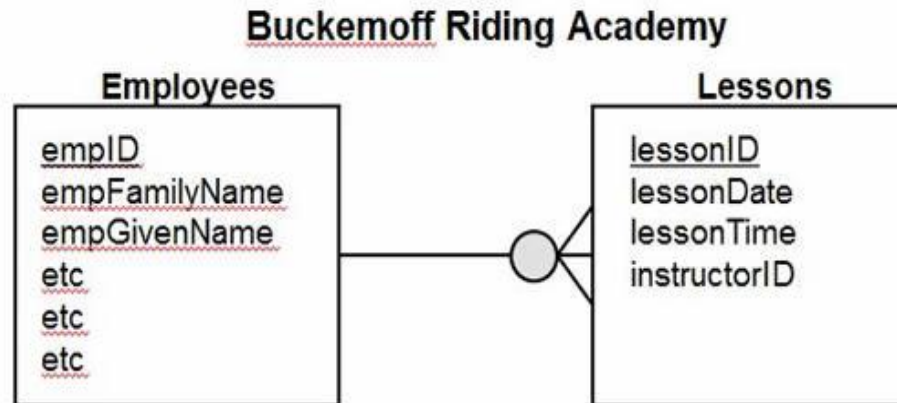 Buckemoff Riding Academy
Employees
empID
empFamilyName
empGivenName
etc
etc
etc
Lessons
lessonID
lessonDate
lessonTime
instructorID